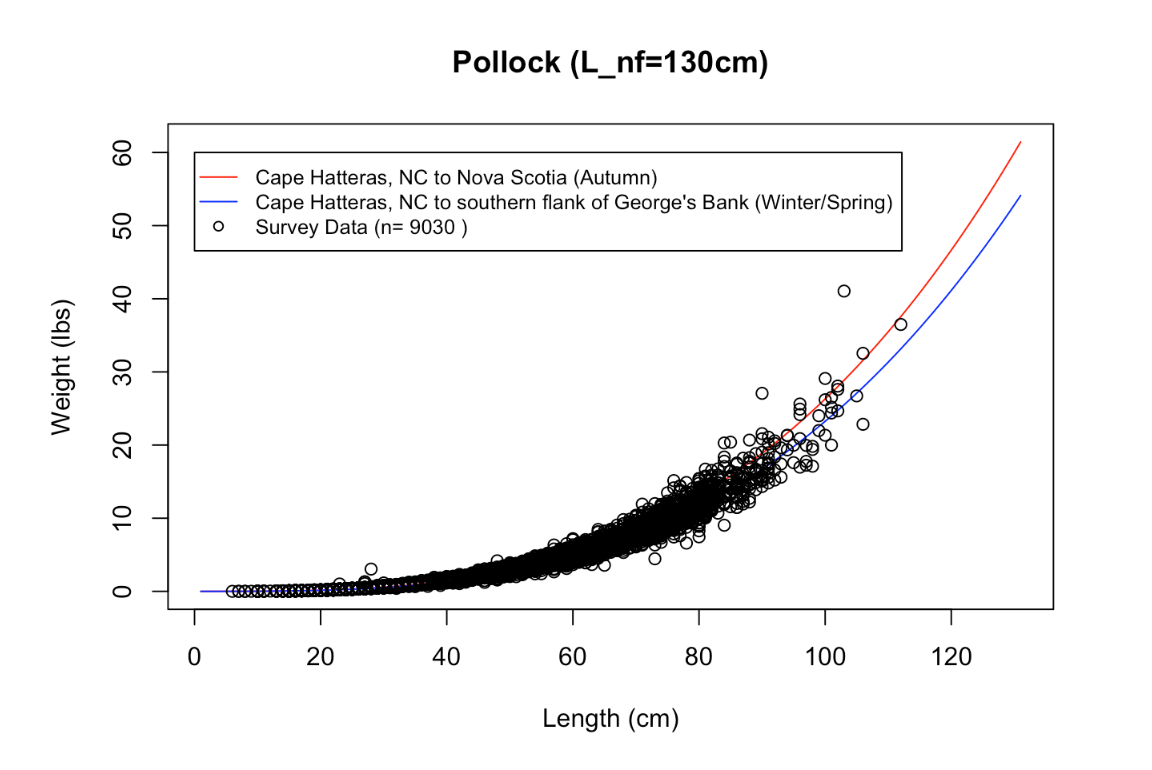 Pollock (L_nf=130cm)
Cape Hatteras, NC to Nova Scotia (Autumn)
Cape Hatteras, NC to southern flank of George's Bank (Winter/Spring)
Survey Data (n= 9030 )
Weight (lbs)
60
50
40
30
20
10
0
0 20 40 60 80 100 120
Length (cm)